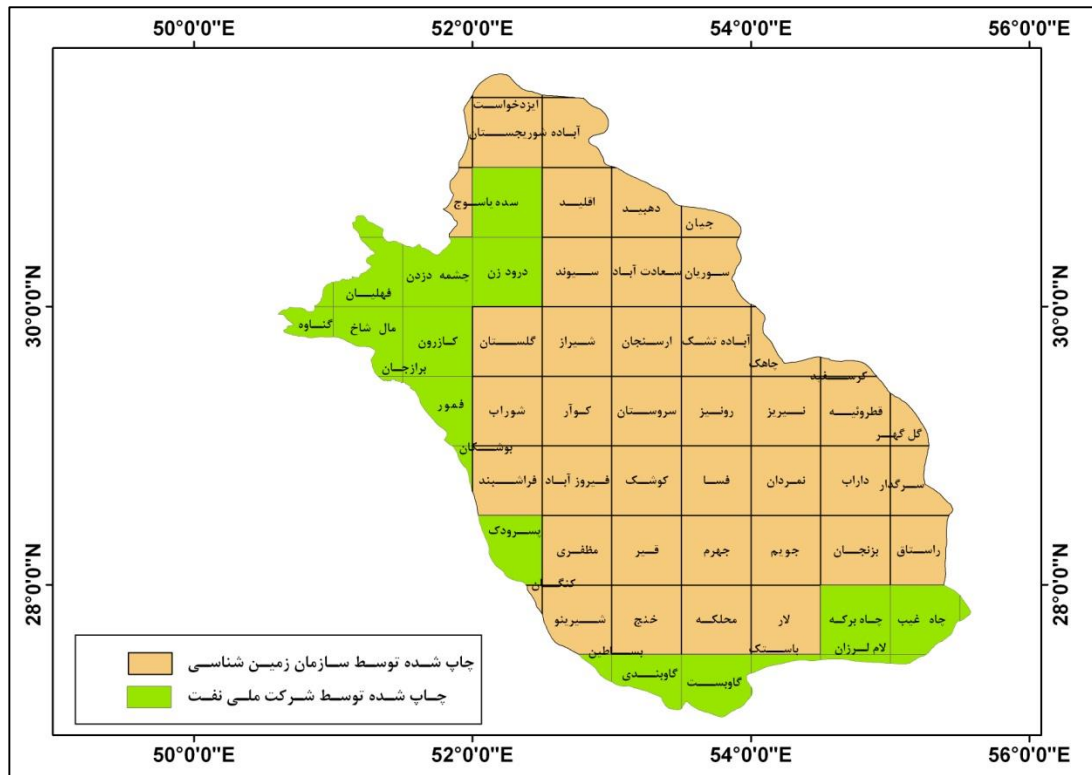 50°0'0"E 52°0'0"E 54°0'0"E 56°0'0"E
ایزدخواست
آباده شوریجستان
سده یاسوج
اقلید
دهبید
جیان
چشمه دزدن
درود زن
سیوند
سعادت آباد
سوریان
فهلیان
30°0'0"N
30°0'0"N
گناوه
مال شاخ
کازرون
گلستان
شیراز
ارسنجان
آباده تشک
چاهک
کرسفید
برازجان
فمور
شوراب
کوآر
سروستان
رونیز
نیریز
قطروئیه
گل گهر
بوشگان
فراشبند
فیروز آباد
کوشک
فسا
نمردان
داراب
سرگدار
پسرودک
مظفری
قیر
جهرم
جویم
بزنجان
راستاق
28°0'0"N
28°0'0"N
کنگان
شیرینو
خنج
محلکه
لار
چاه برکه
چاه غیب
بساطین
باستک
لام لرزان
گاوبندی
گاوبست
چاپ شده توسط سازمان زمین شناسی
چاپ شده توسط شرکت ملی نفت
50°0'0"E 52°0'0"E 54°0'0"E 56°0'0"E